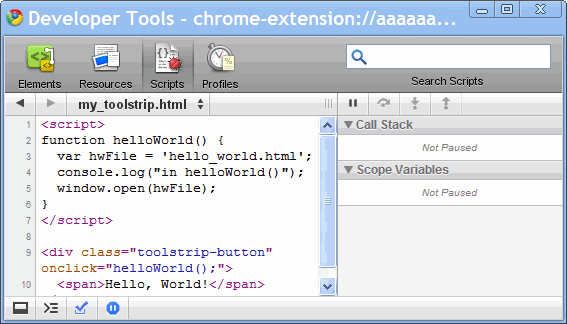 Developer Tools - chrome-extension://aaaaaa...
Elements Resources Scripts Profiles
Search Scripts
my_toolstrip.html
1 <script>
2 function helloWorld() {
3 var hwFile = 'hello_world.html';
4 console.log("in helloWorld()");
5 window.open(hwFile);
6 }
7 </script>
8
9 <div class="toolstrip-button"
onclick="helloWorld();">
10 <span>Hello, World!</span>
Call Stack
Not Paused
Scope Variables
Not Paused